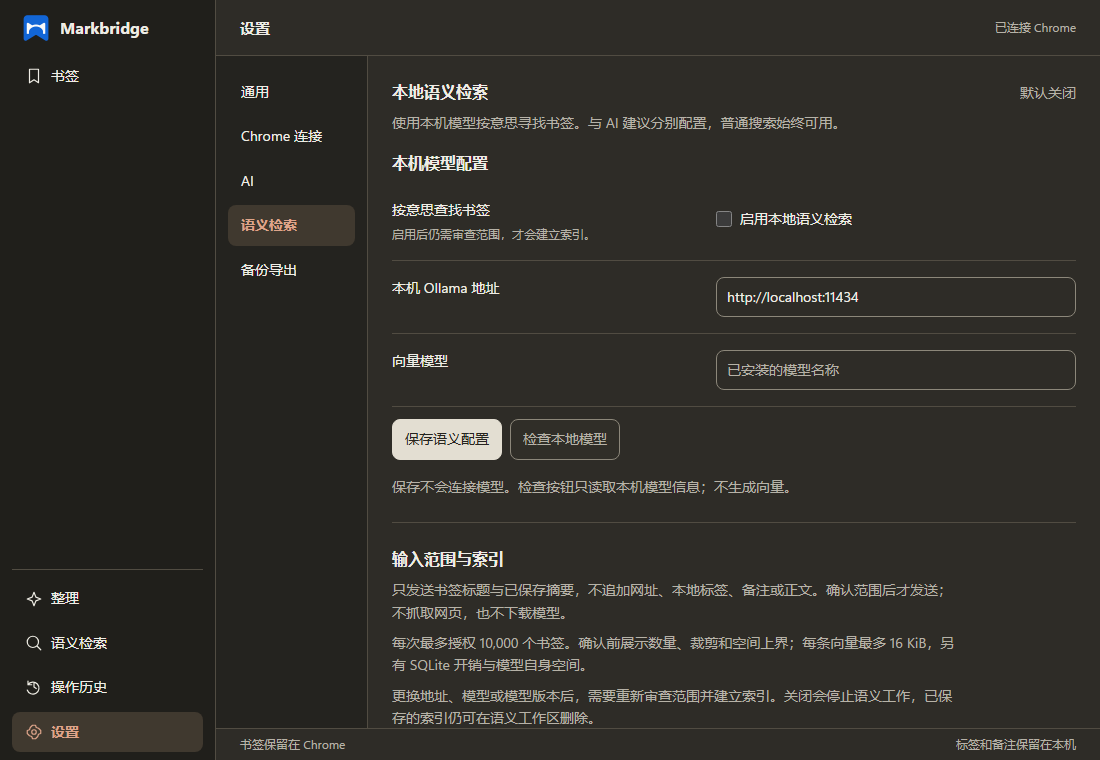 Markbridge
书签
整理
语义检索
操作历史
设置
设置
已连接 Chrome
通用
Chrome 连接
AI
语义检索
备份导出
本地语义检索
默认关闭
使用本机模型按意思寻找书签。与 AI 建议分别配置，普通搜索始终可用。
本机模型配置
按意思查找书签
启用后仍需审查范围，才会建立索引。
启用本地语义检索
本机 Ollama 地址
http://localhost:11434
向量模型
已安装的模型名称
保存语义配置
检查本地模型
保存不会连接模型。检查按钮只读取本机模型信息；不生成向量。
输入范围与索引
只发送书签标题与已保存摘要，不追加网址、本地标签、备注或正文。确认范围后才发送；
不抓取网页，也不下载模型。
每次最多授权 10,000 个书签。确认前展示数量、裁剪和空间上界；每条向量最多 16 KiB，另
有 SQLite 开销与模型自身空间。
更换地址、模型或模型版本后，需要重新审查范围并建立索引。关闭会停止语义工作，已保
存的索引仍可在语义工作区删除。
书签保留在 Chrome
标签和备注保留在本机